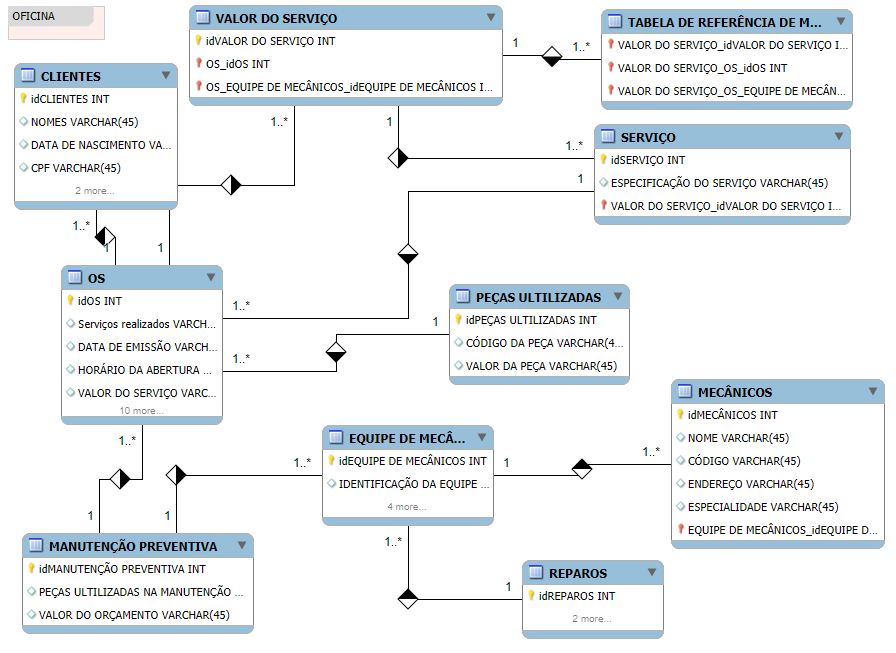 OFICINA
VALOR DO SERVIÇO
idVALOR DO SERVIÇO INT
OS_idOS INT
OS_EQUIPE DE MECÂNICOS_idEQUIPE DE MECÂNICOS I...
TABELA DE REFERÊNCIA DE M...
VALOR DO SERVIÇO_idVALOR DO SERVIÇO I...
VALOR DO SERVIÇO_OS_idOS INT
VALOR DO SERVIÇO_OS_EQUIPE DE MECÂN...
1
1..*
CLIENTES
idCLIENTES INT
NOMES VARCHAR(45)
DATA DE NASCIMENTO VA...
CPF VARCHAR(45)
2 more...
1..*
1
1..*
1
SERVIÇO
idSERVIÇO INT
ESPECIFICAÇÃO DO SERVIÇO VARCHAR(45)
VALOR DO SERVIÇO_idVALOR DO SERVIÇO I...
1..*
1
1
OS
idOS INT
Serviços realizados VARCH...
DATA DE EMISSÃO VARCH...
HORÁRIO DA ABERTURA ...
VALOR DO SERVIÇO VARC...
10 more...
1..*
1..*
1
PEÇAS ULTILIZADAS
idPEÇAS ULTILIZADAS INT
CÓDIGO DA PEÇA VARCHAR(4...
VALOR DA PEÇA VARCHAR(45)
MECÂNICOS
idMECÂNICOS INT
NOME VARCHAR(45)
CÓDIGO VARCHAR(45)
ENDEREÇO VARCHAR(45)
ESPECIALIDADE VARCHAR(45)
EQUIPE DE MECÂNICOS_idEQUIPE D...
EQUIPE DE MECÂ...
idEQUIPE DE MECÂNICOS INT
IDENTIFICAÇÃO DA EQUIPE ...
4 more...
1..*
1..*
1
1..*
1
1
1..*
1
MANUTENÇÃO PREVENTIVA
idMANUTENÇÃO PREVENTIVA INT
PEÇAS ULTILIZADAS NA MANUTENÇÃO ...
VALOR DO ORÇAMENTO VARCHAR(45)
REPAROS
idREPAROS INT
2 more...